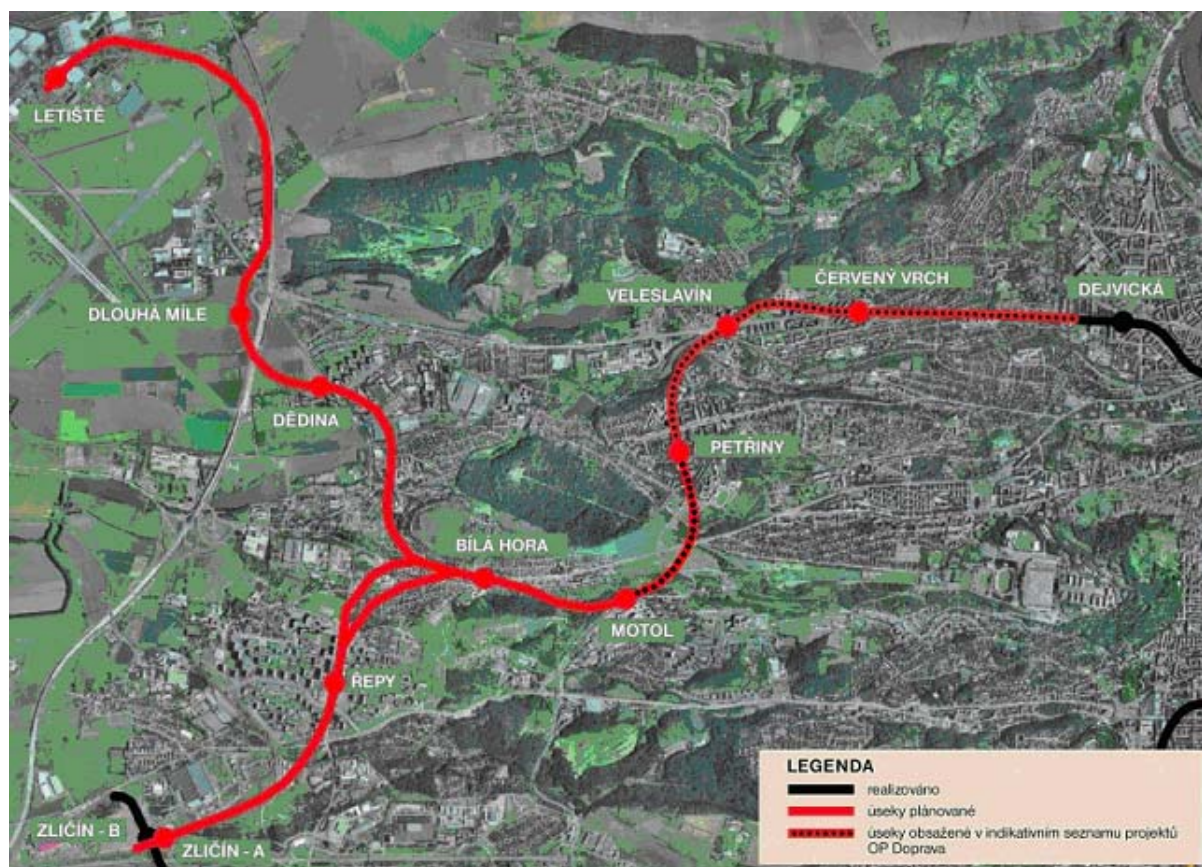 LETIŠTĚ
DLOUHÁ MÍLE
DĚDINA
VELESLAVÍN
ČERVENÝ VRCH
DEJVICKÁ
PETŘINY
BÍLÁ HORA
MOTOL
ŘEPY
ZLIČÍN - B
ZLIČÍN - A
LEGENDA
realizováno
úseky plánované
úseky obsažené v indikativním seznamu projektů
OP Doprava